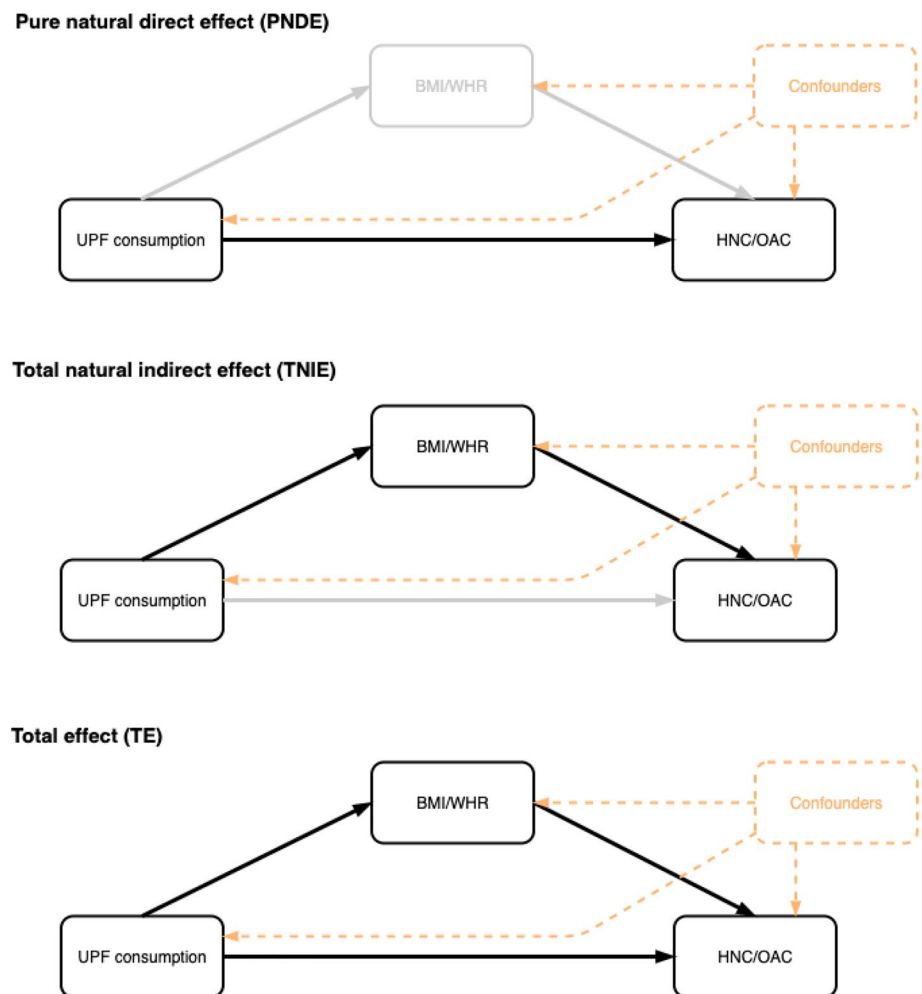 Pure natural direct effect (PNDE)
BMI/WHR
Confounders
UPF consumption
HNC/OAC
Total natural indirect effect (TNIE)
BMI/WHR
Confounders
UPF consumption
HNC/OAC
Total effect (TE)
BMI/WHR
Confounders
UPF consumption
HNC/OAC